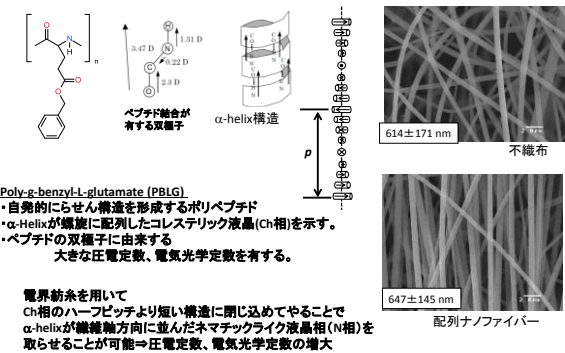 O
N
H
O
O
n
3.47 D
H
1.31 D
N
0.22 D
C
2.3 D
O
ペプチド結合が
有する双極子
α-helix構造
p
614±171 nm
不織布
Poly-g-benzyl-L-glutamate (PBLG)
・自発的にらせん構造を形成するポリペプチド
・α-Helixが螺旋に配列したコレステリック液晶(Ch相)を示す。
・ペプチドの双極子に由来する
大きな圧電定数、電気光学定数を有する。
647±145 nm
配列ナノファイバー
電界紡糸を用いて
Ch相のハーフピッチより短い構造に閉じ込めてやることで
α-helixが繊維軸方向に並んだネマチックライク液晶相(N相)を
取らせることが可能⇒圧電定数、電気光学定数の増大